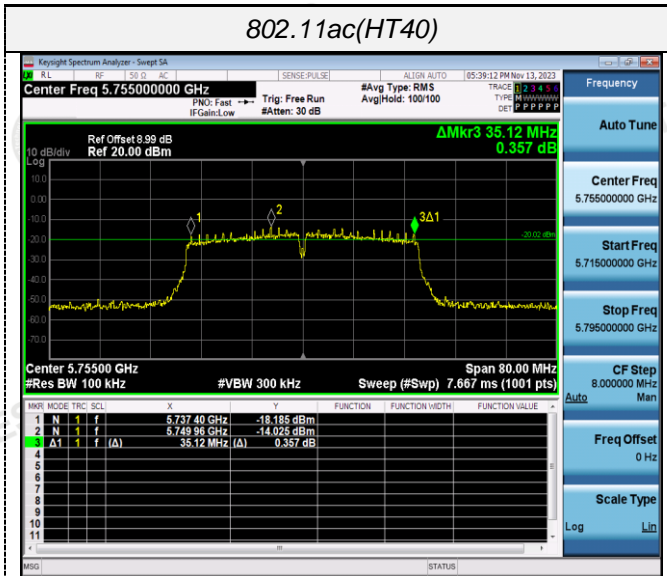 802.11ac(HT40)
Keysight Spectrum Analyzer - Swept SA
RL RF 50 Ω AC SENSE:PULSE ALIGN AUTO 05:39:12 PM Nov 13, 2023
Center Freq 5.755000000 GHz
PNO: Fast
IFGain:Low
Trig: Free Run
#Atten: 30 dB
#Avg Type: RMS
Avg|Hold: 100/100
TRACE 1 2 3 4 5 6
TYPE M WWWWW
DET P P P P P P
ΔMkr3 35.12 MHz
0.357 dB
Ref Offset 8.99 dB
10 dB/div Ref 20.00 dBm
Log
10.0
0.00
-10.0
-20.0
-30.0
-40.0
-50.0
-60.0
-70.0
1
2
3Δ1
-20.02 dBm
Center 5.75500 GHz Span 80.00 MHz
#Res BW 100 kHz #VBW 300 kHz Sweep (#Swp) 7.667 ms (1001 pts)
MKR MODE TRC SCL X Y FUNCTION FUNCTION WIDTH FUNCTION VALUE
1 N 1 f 5.737 40 GHz -18.185 dBm
2 N 1 f 5.749 96 GHz -14.025 dBm
3 Δ1 1 f (Δ) 35.12 MHz (Δ) 0.357 dB
4
5
6
7
8
9
10
11
MSG STATUS
Frequency
Auto Tune
Center Freq
5.755000000 GHz
Start Freq
5.715000000 GHz
Stop Freq
5.795000000 GHz
CF Step
8.000000 MHz
Auto Man
Freq Offset
0 Hz
Scale Type
Log Lin